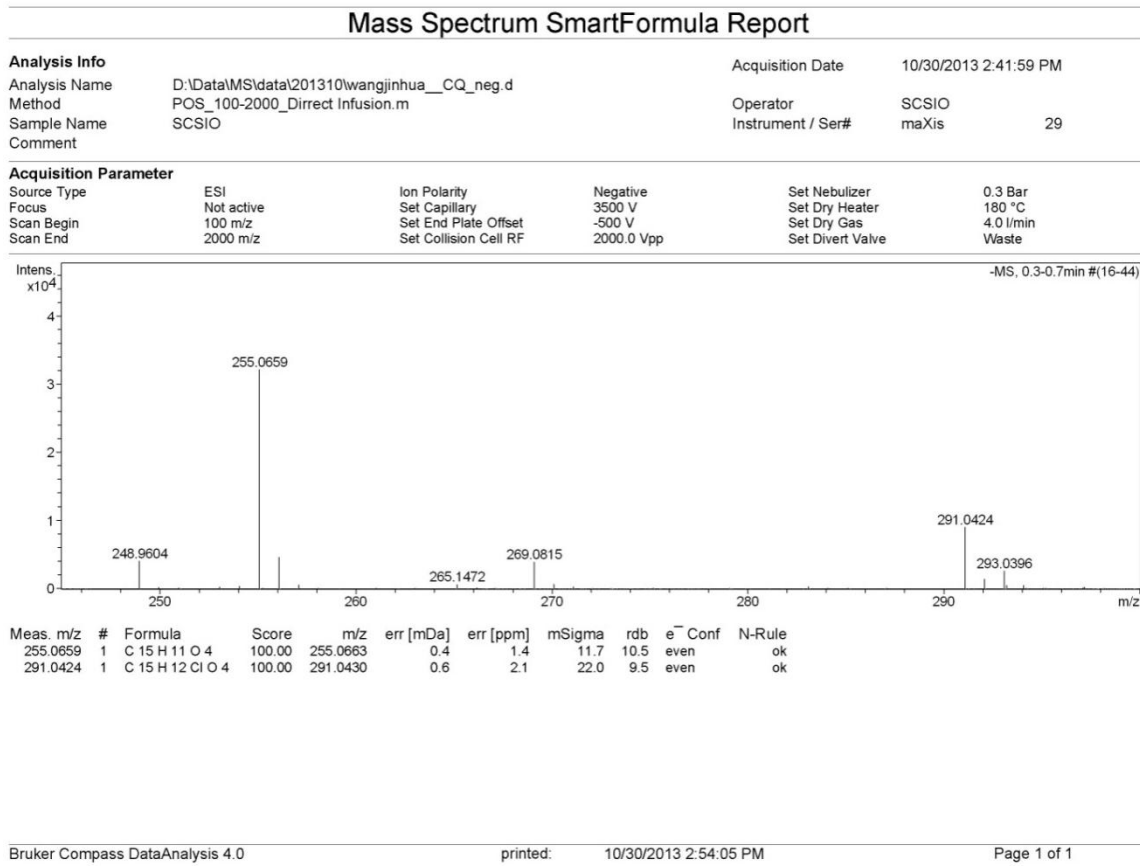 Mass Spectrum SmartFormula Report
Analysis Info
Acquisition Date 10/30/2013 2:41:59 PM
Analysis Name D:\Data\MS\data\201310\wangjinhua__CQ_neg.d
Method POS_100-2000_Dirrect Infusion.m
Operator SCSIO
Sample Name SCSIO
Instrument / Ser# maXis 29
Comment
Acquisition Parameter
Source Type ESI Ion Polarity Negative Set Nebulizer 0.3 Bar
Focus Not active Set Capillary 3500 V Set Dry Heater 180 °C
Scan Begin 100 m/z Set End Plate Offset -500 V Set Dry Gas 4.0 l/min
Scan End 2000 m/z Set Collision Cell RF 2000.0 Vpp Set Divert Valve Waste
Intens.
x10⁴
-MS, 0.3-0.7min #(16-44)
4
255.0659
3
2
1
291.0424
248.9604
269.0815
293.0396
265.1472
0
250 260 270 280 290 m/z
Meas. m/z # Formula Score m/z err [mDa] err [ppm] mSigma rdb e⁻ Conf N-Rule
255.0659 1 C 15 H 11 O 4 100.00 255.0663 0.4 1.4 11.7 10.5 even ok
291.0424 1 C 15 H 12 Cl O 4 100.00 291.0430 0.6 2.1 22.0 9.5 even ok
Bruker Compass DataAnalysis 4.0 printed: 10/30/2013 2:54:05 PM Page 1 of 1